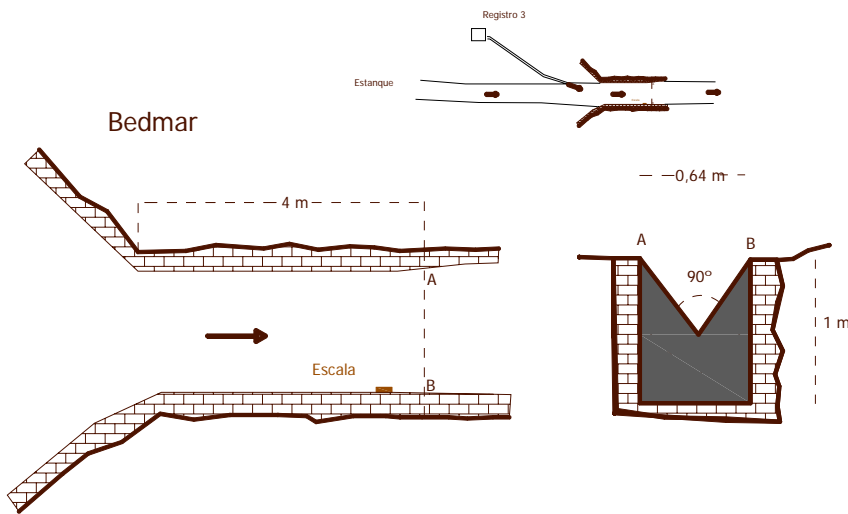 Registro 3
Estanque
Bedmar
0,64 m
4 m
A
B
A
90º
A
1 m
Escala
B